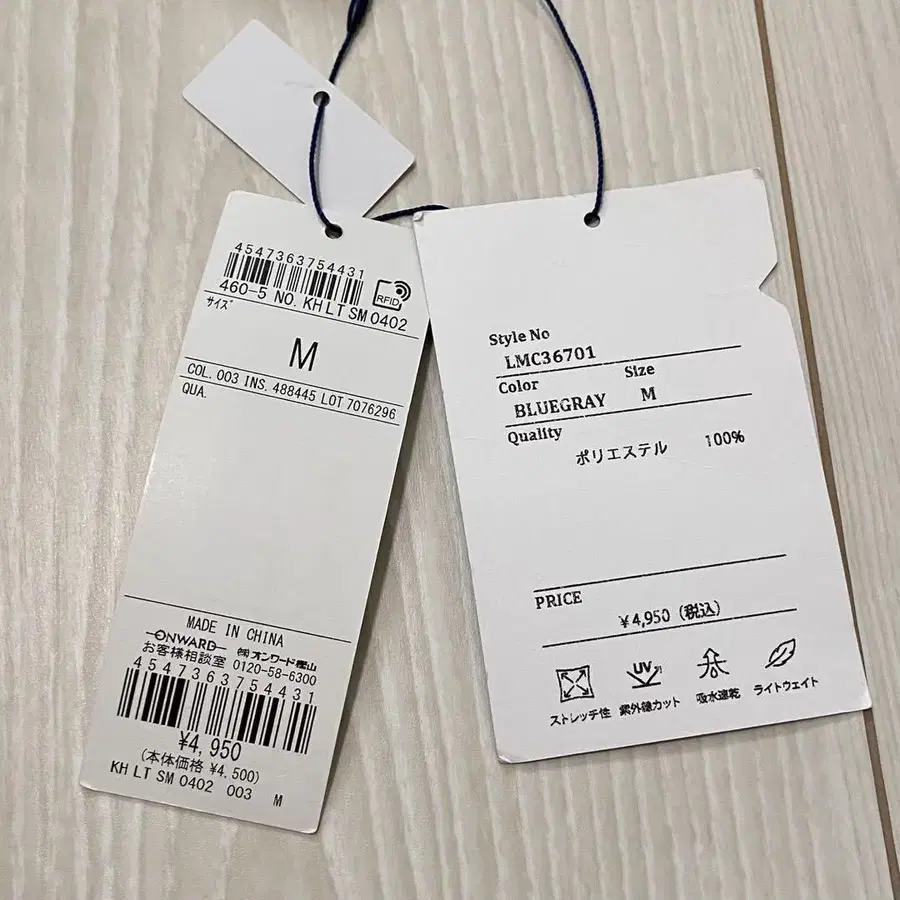 4547363754431
460-5 NO. KH LT SM 0402
RFID
サイズ
M
COL. 003 INS. 488445 LOT 7076296
QUA.
MADE IN CHINA
ONWARD ㈱オンワード樫山
お客様相談室 0120-58-6300
4547363754431
¥4,950
(本体価格 ¥4,500)
KH LT SM 0402 003 M
Style No
LMC36701
Color Size
BLUEGRAY M
Quality
ポリエステル 100%
PRICE
¥4,950 (税込)
UV
ストレッチ性 紫外線カット 吸水速乾 ライトウェイト